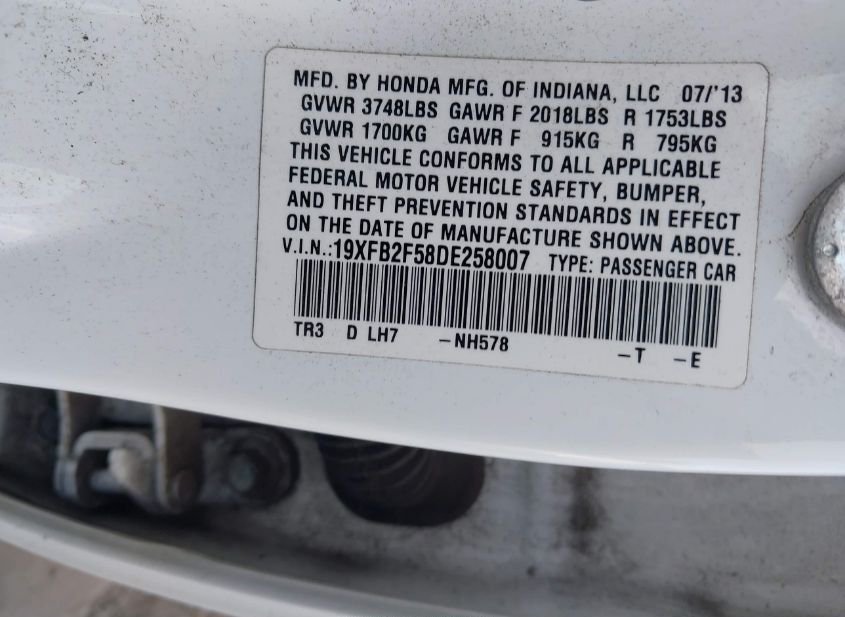 MFD. BY HONDA MFG. OF INDIANA, LLC 07/'13
GVWR 3748LBS GAWR F 2018LBS R 1753LBS
GVWR 1700KG GAWR F 915KG R 795KG
THIS VEHICLE CONFORMS TO ALL APPLICABLE
FEDERAL MOTOR VEHICLE SAFETY, BUMPER,
AND THEFT PREVENTION STANDARDS IN EFFECT
ON THE DATE OF MANUFACTURE SHOWN ABOVE.
V.I.N.:19XFB2F58DE258007 TYPE: PASSENGER CAR
TR3 D LH7 -NH578 -T -E